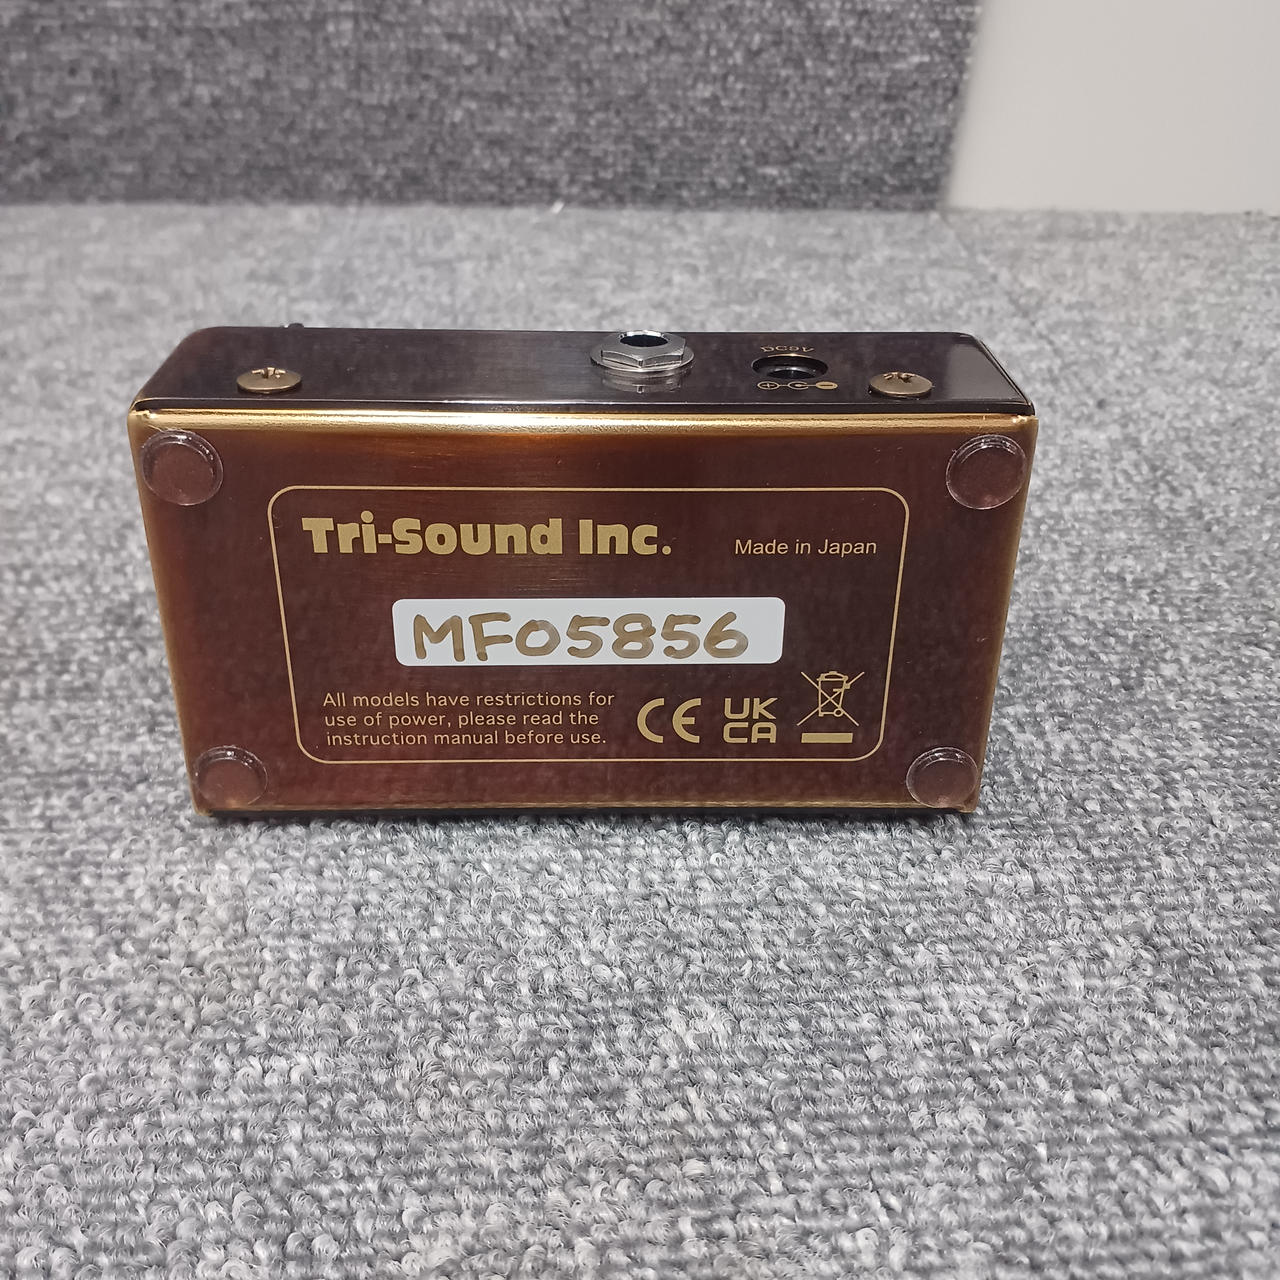 DC9V
Tri-Sound Inc.
Made in Japan
MF05856
All models have restrictions for
use of power, please read the
instruction manual before use.
CE
UK
CA